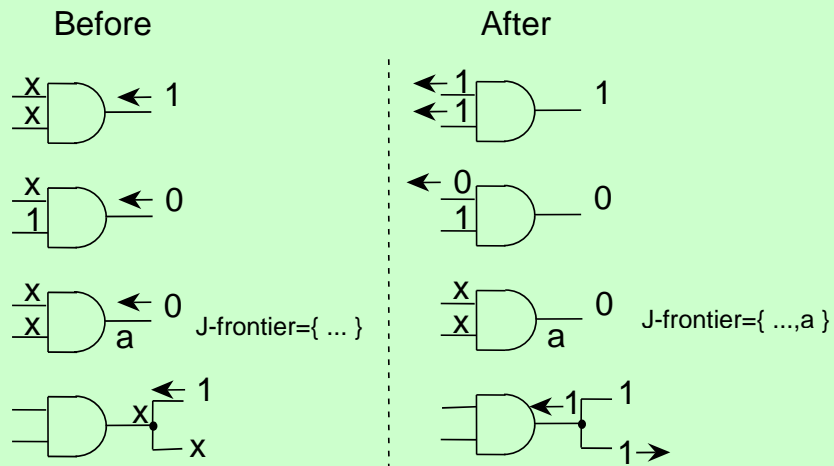 Before After
x 1 1 1
x 1
x 0 0 0
1 1
x 0 x 0
x a J-frontier={ ... } x a J-frontier={ ...,a }
1 1
x 1
x 1